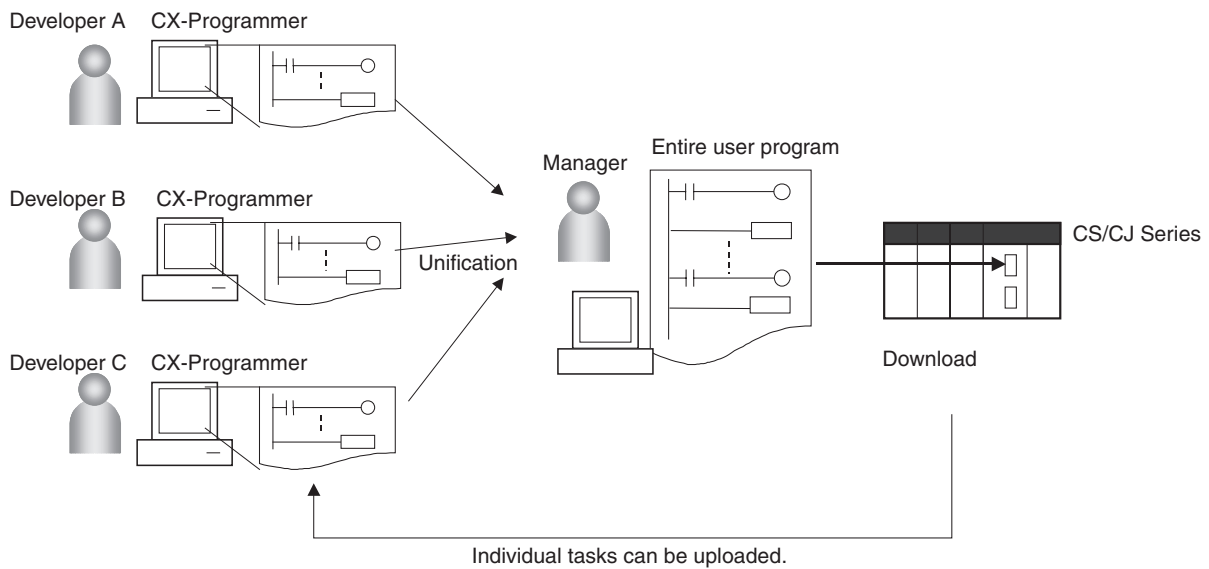 Developer A
CX-Programmer
Developer B
CX-Programmer
Unification
Developer C
CX-Programmer
Manager
Entire user program
CS/CJ Series
Download
Individual tasks can be uploaded.